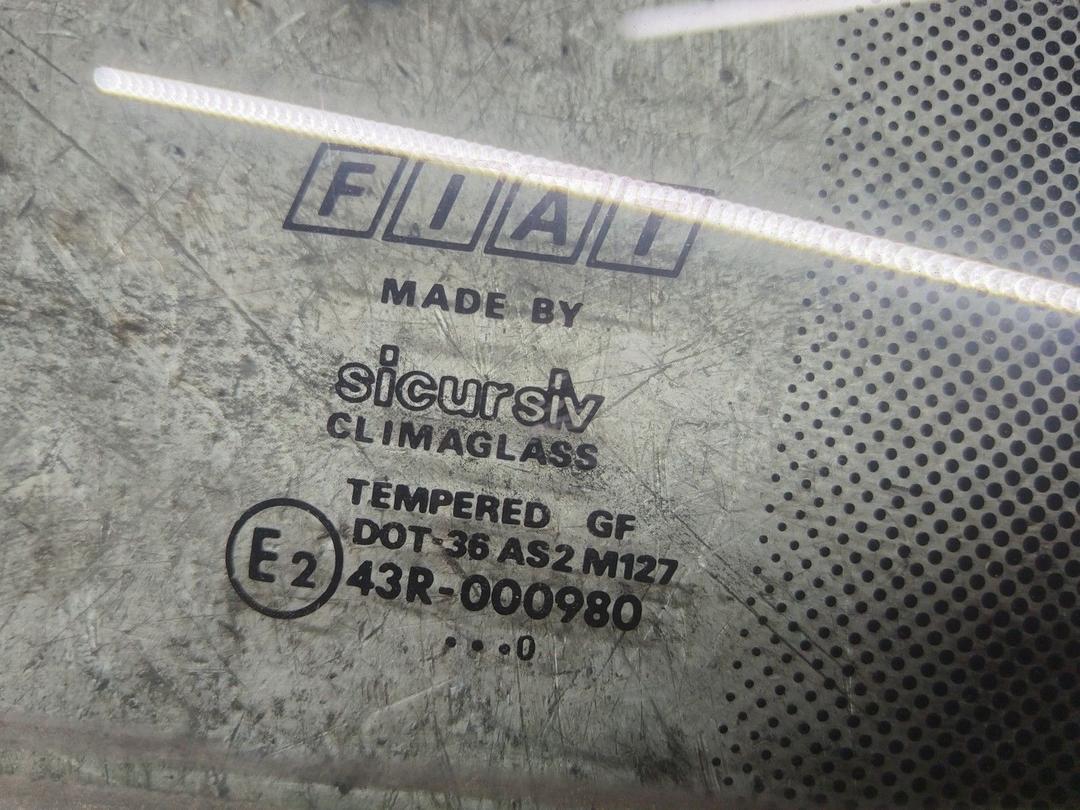 FIAT
MADE BY
sicursiv
CLIMAGLASS
TEMPERED GF
DOT-36 AS2 M127
E2
43R-000980
...0